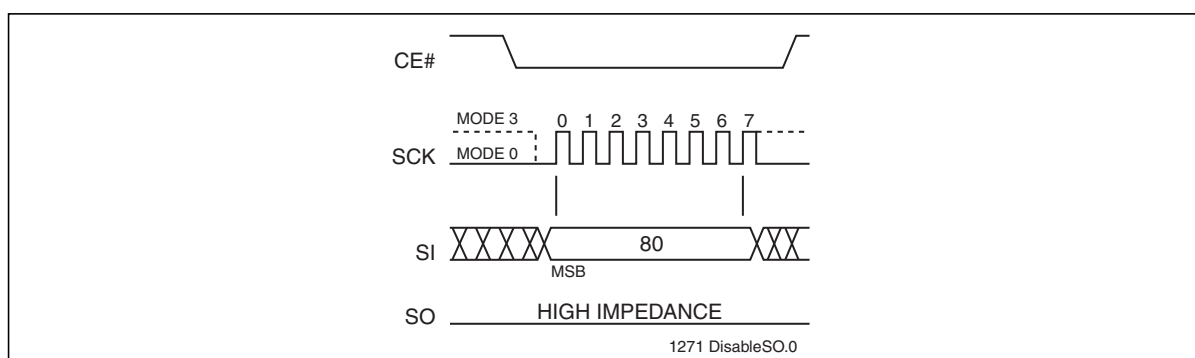 CE#
MODE 3
0 1 2 3 4 5 6 7
SCK
MODE 0
SI
80
MSB
SO
HIGH IMPEDANCE
1271 DisableSO.0